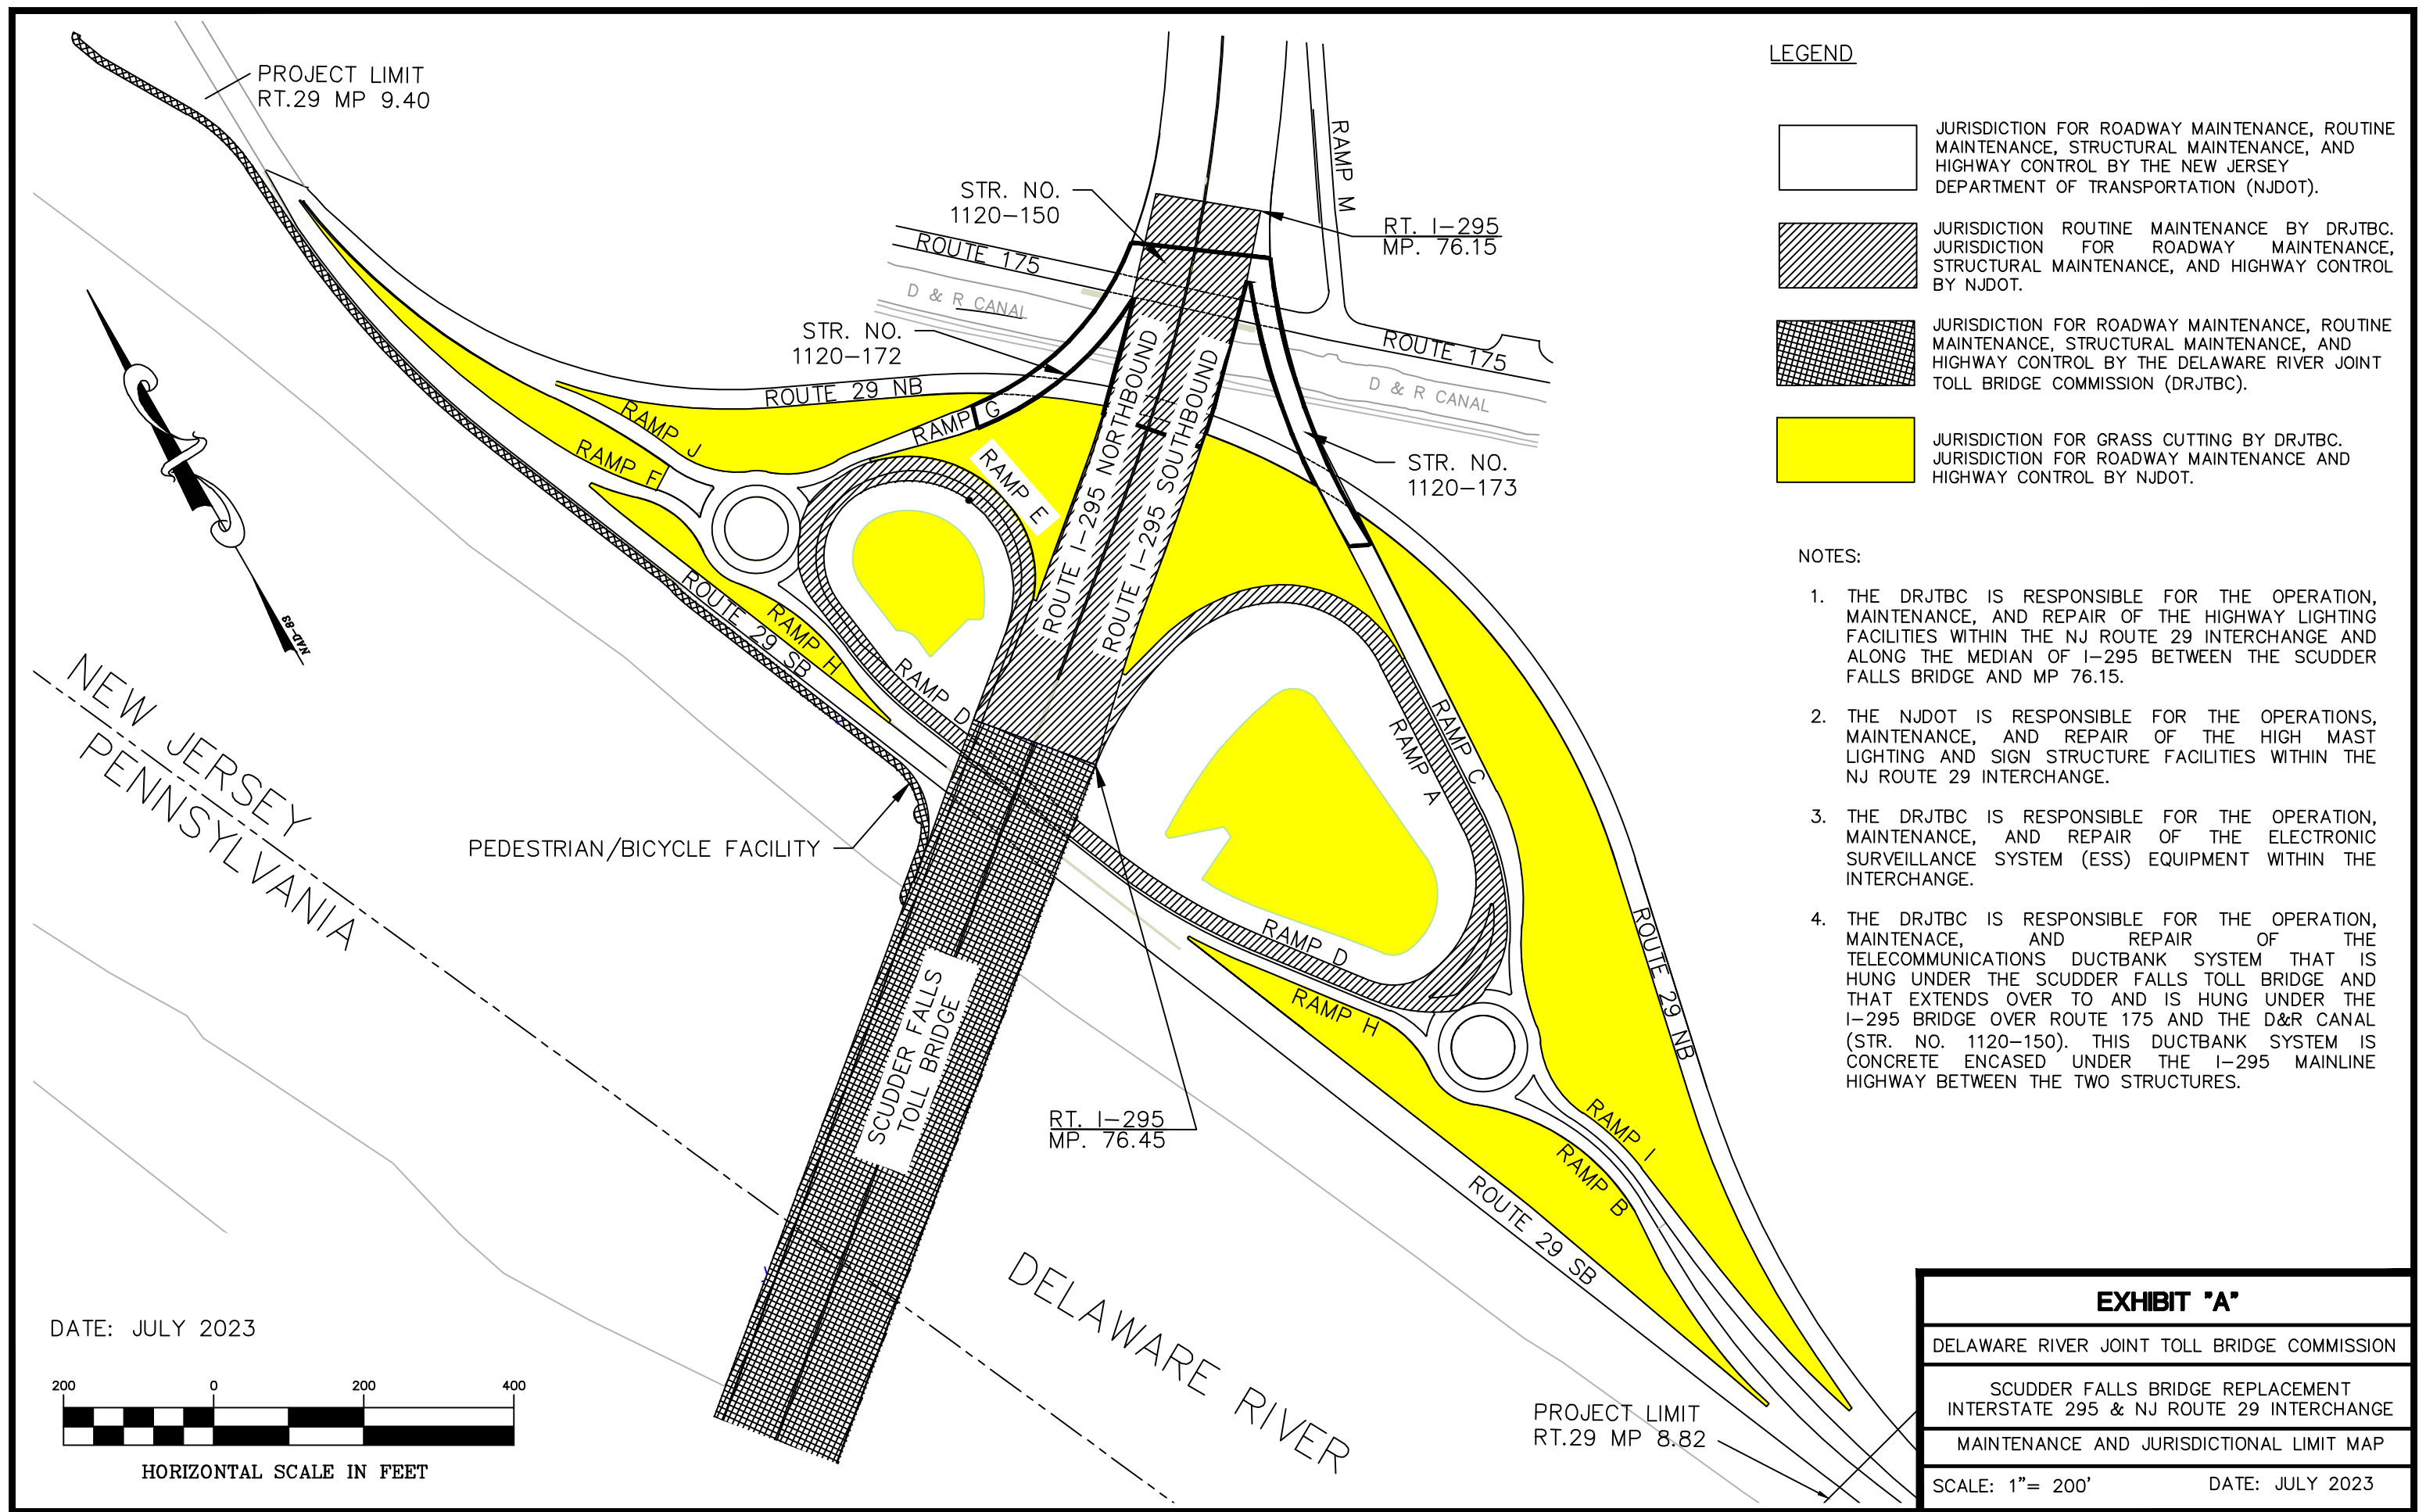 PROJECT LIMIT
RT.29 MP 9.40
STR. NO.
1120-150
RAMP M
RT. I-295
MP. 76.15
ROUTE 175
D & R CANAL
STR. NO.
1120-172
ROUTE 175
D & R CANAL
ROUTE 29 NB
RAMP G
RAMP J
RAMP F
RAMP E
ROUTE I-295 NORTHBOUND
ROUTE I-295 SOUTHBOUND
STR. NO.
1120-173
NAD-83
ROUTE 29 SB
RAMP H
RAMP D
RAMP A
RAMP C
NEW JERSEY
PENNSYLVANIA
PEDESTRIAN/BICYCLE FACILITY
RAMP D
RAMP H
ROUTE 29 NB
SCUDDER FALLS
TOLL BRIDGE
RT. I-295
MP. 76.45
RAMP I
RAMP B
ROUTE 29 SB
DELAWARE RIVER
PROJECT LIMIT
RT.29 MP 8.82
DATE: JULY 2023
200 0 200 400
HORIZONTAL SCALE IN FEET
LEGEND
JURISDICTION FOR ROADWAY MAINTENANCE, ROUTINE
MAINTENANCE, STRUCTURAL MAINTENANCE, AND
HIGHWAY CONTROL BY THE NEW JERSEY
DEPARTMENT OF TRANSPORTATION (NJDOT).
JURISDICTION ROUTINE MAINTENANCE BY DRJTBC.
JURISDICTION FOR ROADWAY MAINTENANCE,
STRUCTURAL MAINTENANCE, AND HIGHWAY CONTROL
BY NJDOT.
JURISDICTION FOR ROADWAY MAINTENANCE, ROUTINE
MAINTENANCE, STRUCTURAL MAINTENANCE, AND
HIGHWAY CONTROL BY THE DELAWARE RIVER JOINT
TOLL BRIDGE COMMISSION (DRJTBC).
JURISDICTION FOR GRASS CUTTING BY DRJTBC.
JURISDICTION FOR ROADWAY MAINTENANCE AND
HIGHWAY CONTROL BY NJDOT.
NOTES:
1. THE DRJTBC IS RESPONSIBLE FOR THE OPERATION,
MAINTENANCE, AND REPAIR OF THE HIGHWAY LIGHTING
FACILITIES WITHIN THE NJ ROUTE 29 INTERCHANGE AND
ALONG THE MEDIAN OF I-295 BETWEEN THE SCUDDER
FALLS BRIDGE AND MP 76.15.
2. THE NJDOT IS RESPONSIBLE FOR THE OPERATIONS,
MAINTENANCE, AND REPAIR OF THE HIGH MAST
LIGHTING AND SIGN STRUCTURE FACILITIES WITHIN THE
NJ ROUTE 29 INTERCHANGE.
3. THE DRJTBC IS RESPONSIBLE FOR THE OPERATION,
MAINTENANCE, AND REPAIR OF THE ELECTRONIC
SURVEILLANCE SYSTEM (ESS) EQUIPMENT WITHIN THE
INTERCHANGE.
4. THE DRJTBC IS RESPONSIBLE FOR THE OPERATION,
MAINTENACE, AND REPAIR OF THE
TELECOMMUNICATIONS DUCTBANK SYSTEM THAT IS
HUNG UNDER THE SCUDDER FALLS TOLL BRIDGE AND
THAT EXTENDS OVER TO AND IS HUNG UNDER THE
I-295 BRIDGE OVER ROUTE 175 AND THE D&R CANAL
(STR. NO. 1120-150). THIS DUCTBANK SYSTEM IS
CONCRETE ENCASED UNDER THE I-295 MAINLINE
HIGHWAY BETWEEN THE TWO STRUCTURES.
EXHIBIT "A"
DELAWARE RIVER JOINT TOLL BRIDGE COMMISSION
SCUDDER FALLS BRIDGE REPLACEMENT
INTERSTATE 295 & NJ ROUTE 29 INTERCHANGE
MAINTENANCE AND JURISDICTIONAL LIMIT MAP
SCALE: 1"= 200' DATE: JULY 2023